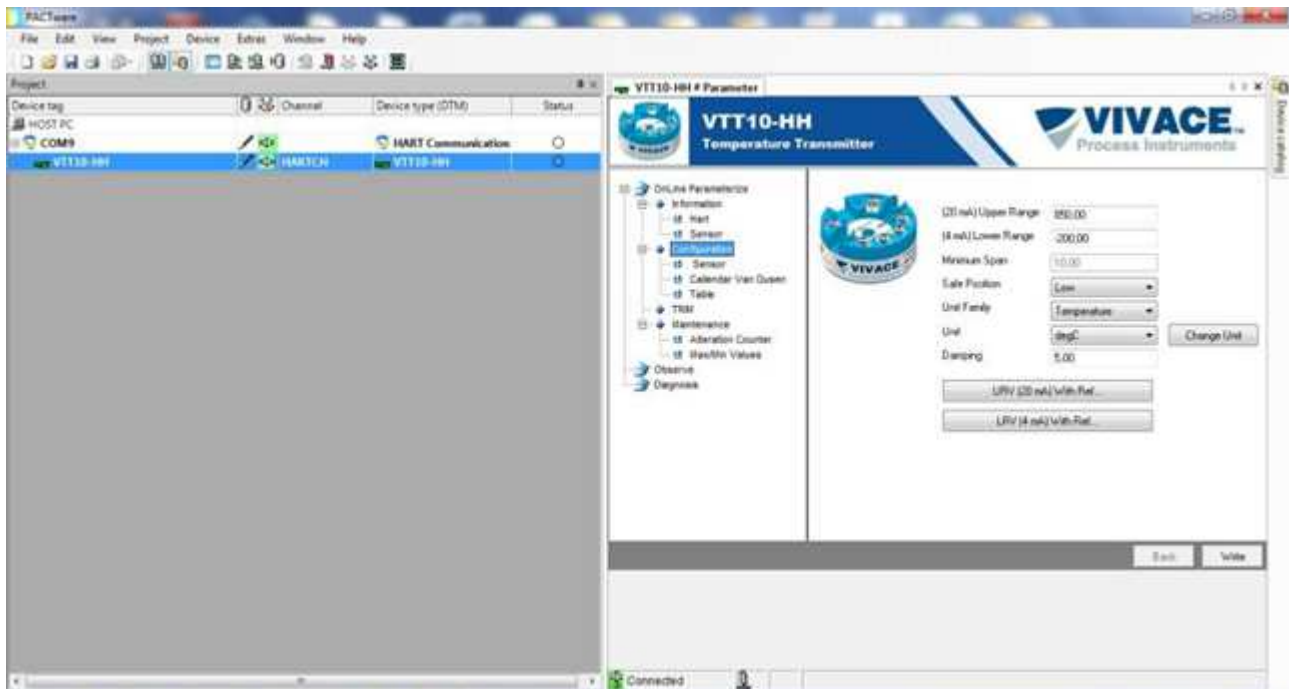 PACTware
File Edit View Project Device Extras Window Help
Project
Device tag Channel Device type (DTM) Status
HOST PC
COM9 HART Communication
VTT10-HH HARTCH VTT10-HH
VTT10-HH # Parameter
VTT10-HH
Temperature Transmitter
VIVACE
Process Instruments
Device catalog
OnLine Parameterize
Information
Hart
Sensor
Configuration
Sensor
Calendar Van Dusen
Table
TRIM
Maintenance
Alteration Counter
Max/Min Values
Observe
Diagnosis
VIVACE
(20 mA) Upper Range 850,00
(4 mA) Lower Range -200,00
Minimum Span 10,00
Safe Position Low
Unit Family Temperature
Unit degC Change Unit
Damping 5,00
URV (20 mA) With Ref...
LRV (4 mA) With Ref...
Back Write
Connected